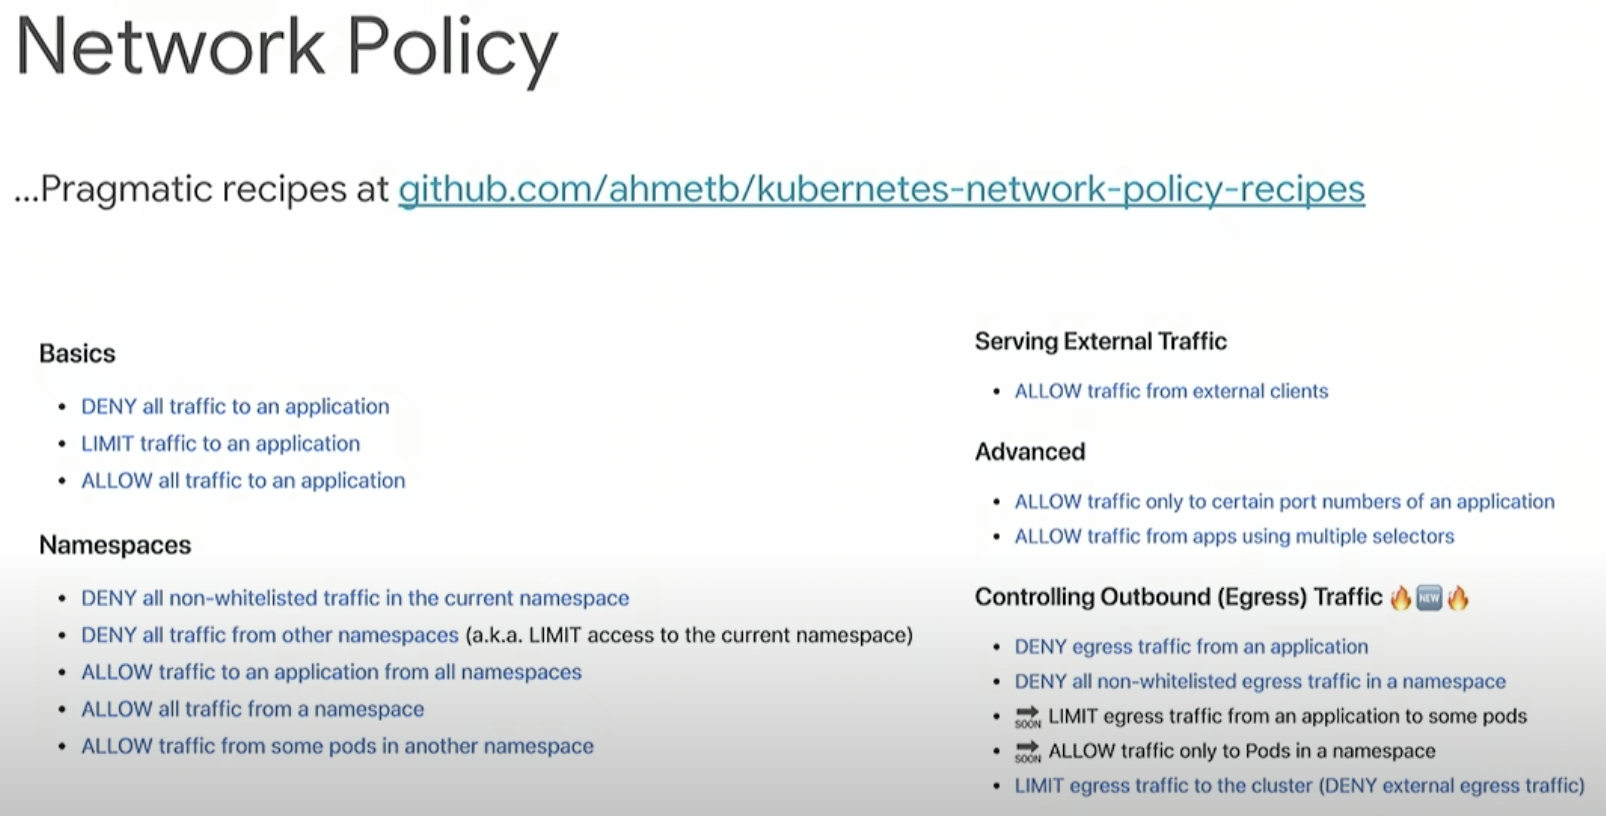 Network Policy
...Pragmatic recipes at github.com/ahmetb/kubernetes-network-policy-recipes
Basics
• DENY all traffic to an application
• LIMIT traffic to an application
• ALLOW all traffic to an application
Namespaces
• DENY all non-whitelisted traffic in the current namespace
• DENY all traffic from other namespaces (a.k.a. LIMIT access to the current namespace)
• ALLOW traffic to an application from all namespaces
• ALLOW all traffic from a namespace
• ALLOW traffic from some pods in another namespace
Serving External Traffic
• ALLOW traffic from external clients
Advanced
• ALLOW traffic only to certain port numbers of an application
• ALLOW traffic from apps using multiple selectors
Controlling Outbound (Egress) Traffic 🔥🆕🔥
• DENY egress traffic from an application
• DENY all non-whitelisted egress traffic in a namespace
• 🔜 LIMIT egress traffic from an application to some pods
• 🔜 ALLOW traffic only to Pods in a namespace
• LIMIT egress traffic to the cluster (DENY external egress traffic)